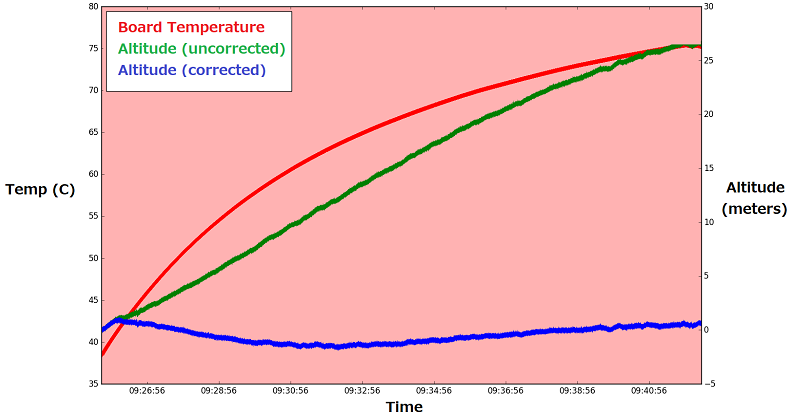 80
75
70
65
60
55
50
45
40
35
Temp (C)
Board Temperature
Altitude (uncorrected)
Altitude (corrected)
30
25
20
15
10
5
0
−5
Altitude
(meters)
09:26:56 09:28:56 09:30:56 09:32:56 09:34:56 09:36:56 09:38:56 09:40:56
Time